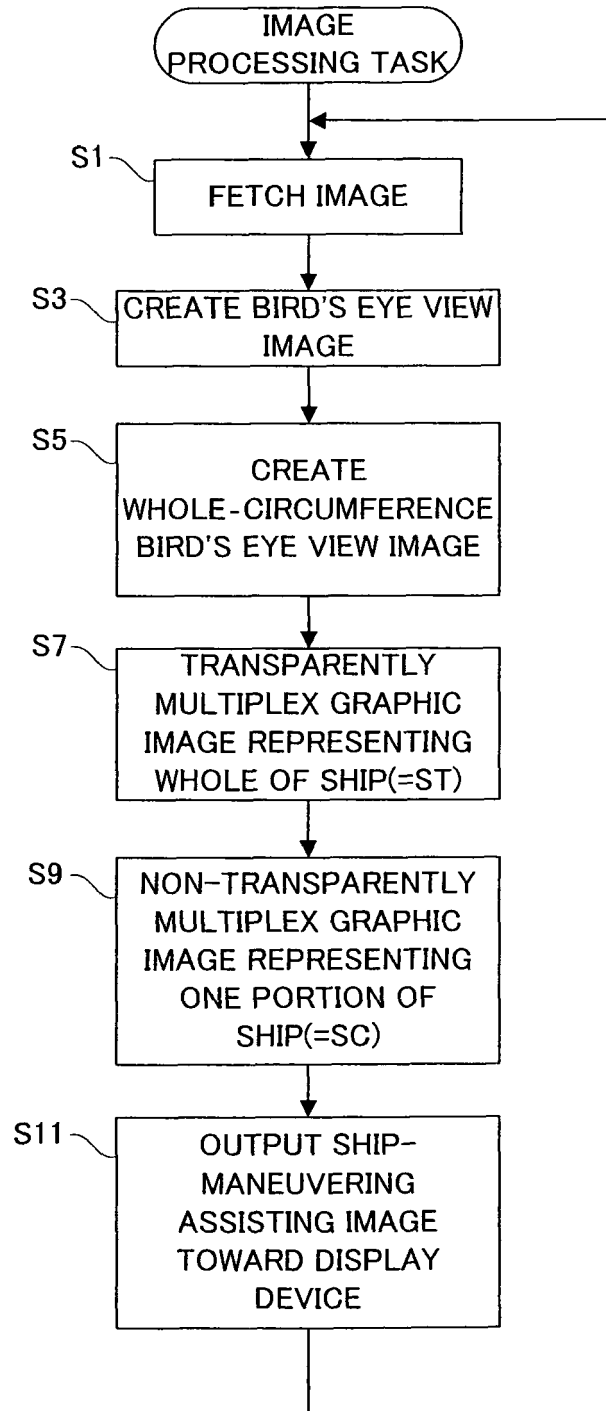 IMAGE
PROCESSING TASK
S1
FETCH IMAGE
S3
CREATE BIRD'S EYE VIEW
IMAGE
S5
CREATE
WHOLE-CIRCUMFERENCE
BIRD'S EYE VIEW IMAGE
S7
TRANSPARENTLY
MULTIPLEX GRAPHIC
IMAGE REPRESENTING
WHOLE OF SHIP(=ST)
S9
NON-TRANSPARENTLY
MULTIPLEX GRAPHIC
IMAGE REPRESENTING
ONE PORTION OF
SHIP(=SC)
S11
OUTPUT SHIP-
MANEUVERING
ASSISTING IMAGE
TOWARD DISPLAY
DEVICE